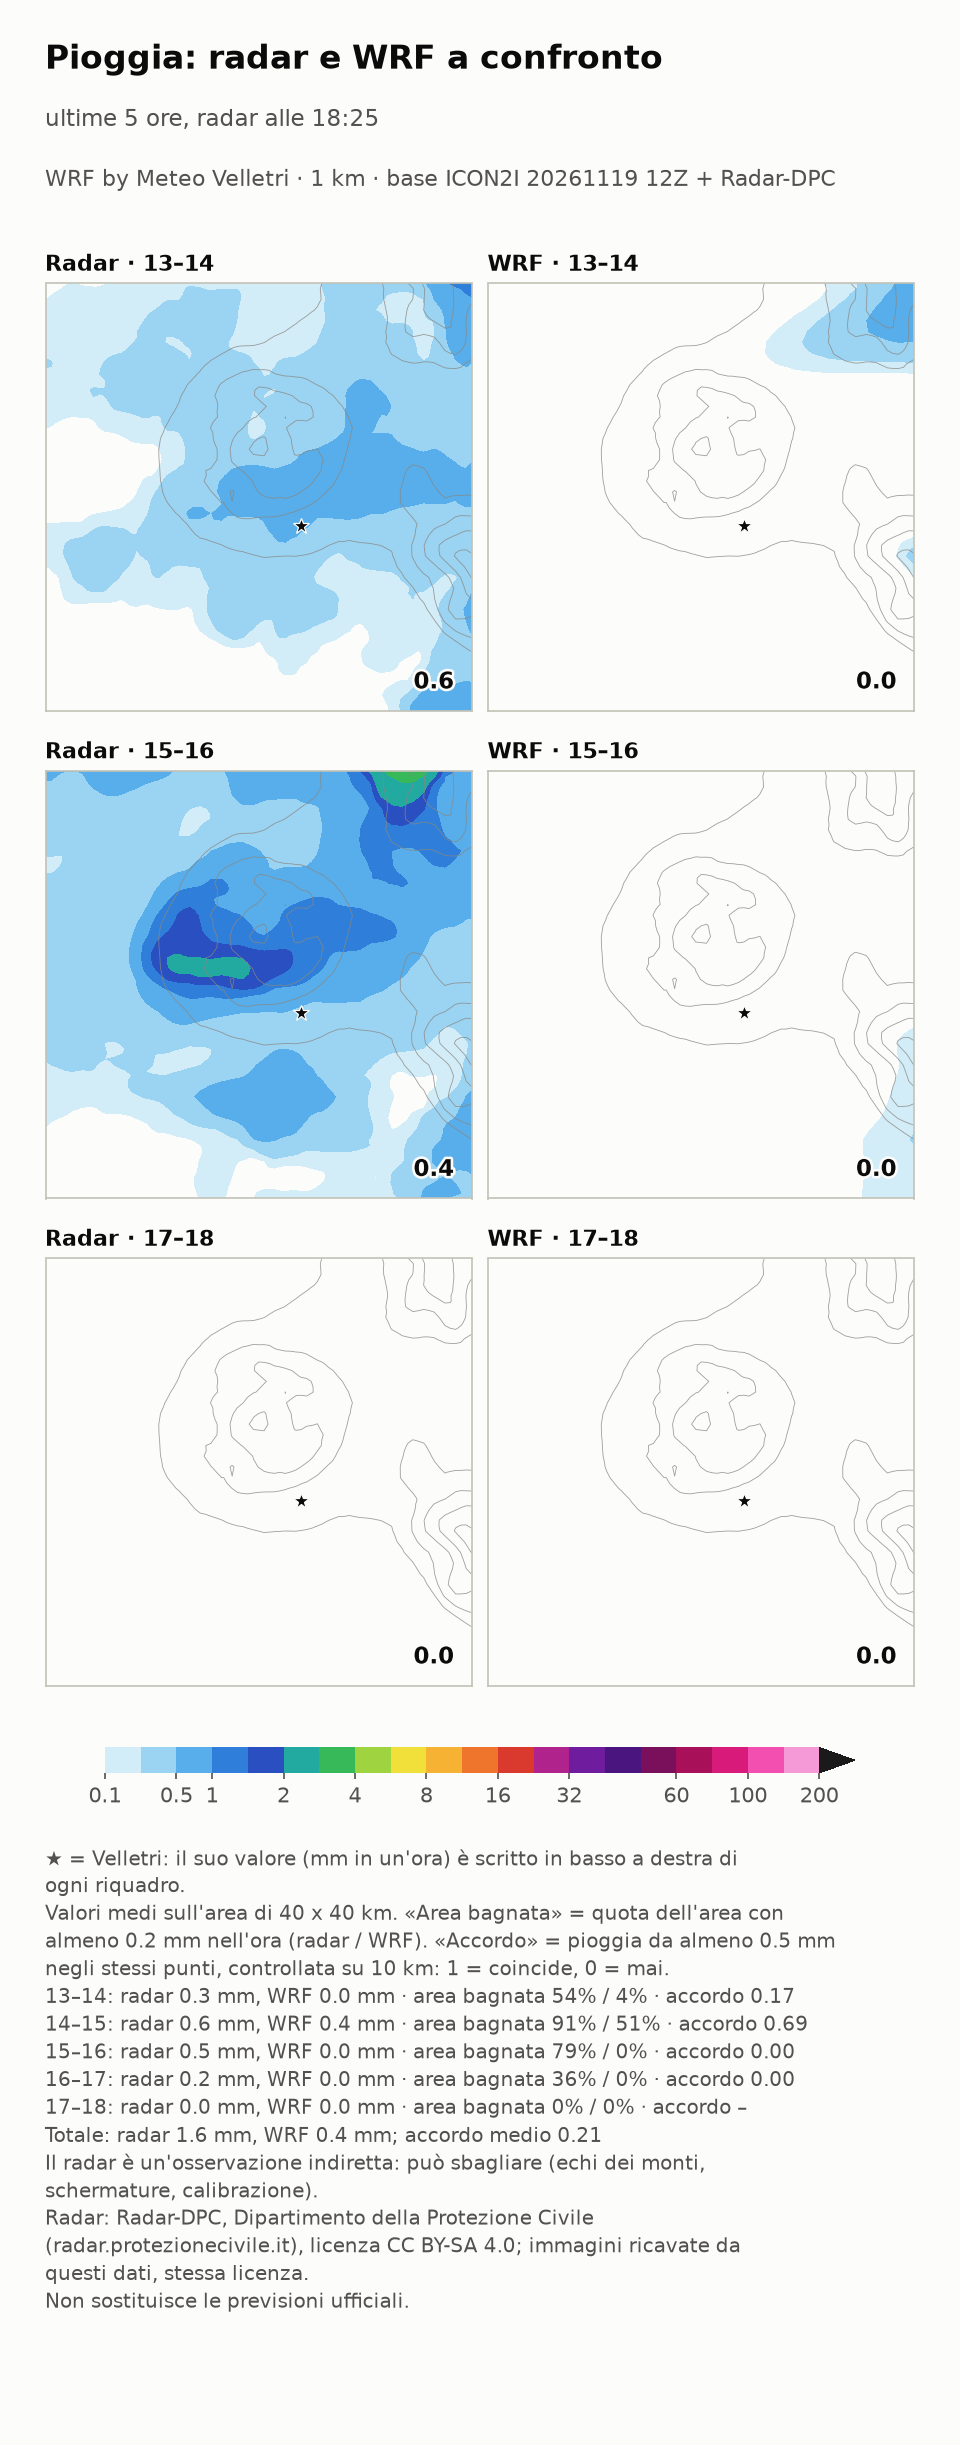 Pioggia: radar e WRF a confronto
ultime 5 ore, radar alle 18:25
WRF by Meteo Velletri · 1 km · base ICON2I 20261119 12Z + Radar-DPC
Radar · 13–14
WRF · 13–14
0.6
0.0
Radar · 15–16
WRF · 15–16
0.4
0.0
Radar · 17–18
WRF · 17–18
0.0
0.0
0.1 0.5 1 2 4 8 16 32 60 100 200
★ = Velletri: il suo valore (mm in un'ora) è scritto in basso a destra di
ogni riquadro.
Valori medi sull'area di 40 x 40 km. «Area bagnata» = quota dell'area con
almeno 0.2 mm nell'ora (radar / WRF). «Accordo» = pioggia da almeno 0.5 mm
negli stessi punti, controllata su 10 km: 1 = coincide, 0 = mai.
13–14: radar 0.3 mm, WRF 0.0 mm · area bagnata 54% / 4% · accordo 0.17
14–15: radar 0.6 mm, WRF 0.4 mm · area bagnata 91% / 51% · accordo 0.69
15–16: radar 0.5 mm, WRF 0.0 mm · area bagnata 79% / 0% · accordo 0.00
16–17: radar 0.2 mm, WRF 0.0 mm · area bagnata 36% / 0% · accordo 0.00
17–18: radar 0.0 mm, WRF 0.0 mm · area bagnata 0% / 0% · accordo –
Totale: radar 1.6 mm, WRF 0.4 mm; accordo medio 0.21
Il radar è un'osservazione indiretta: può sbagliare (echi dei monti,
schermature, calibrazione).
Radar: Radar-DPC, Dipartimento della Protezione Civile
(radar.protezionecivile.it), licenza CC BY-SA 4.0; immagini ricavate da
questi dati, stessa licenza.
Non sostituisce le previsioni ufficiali.